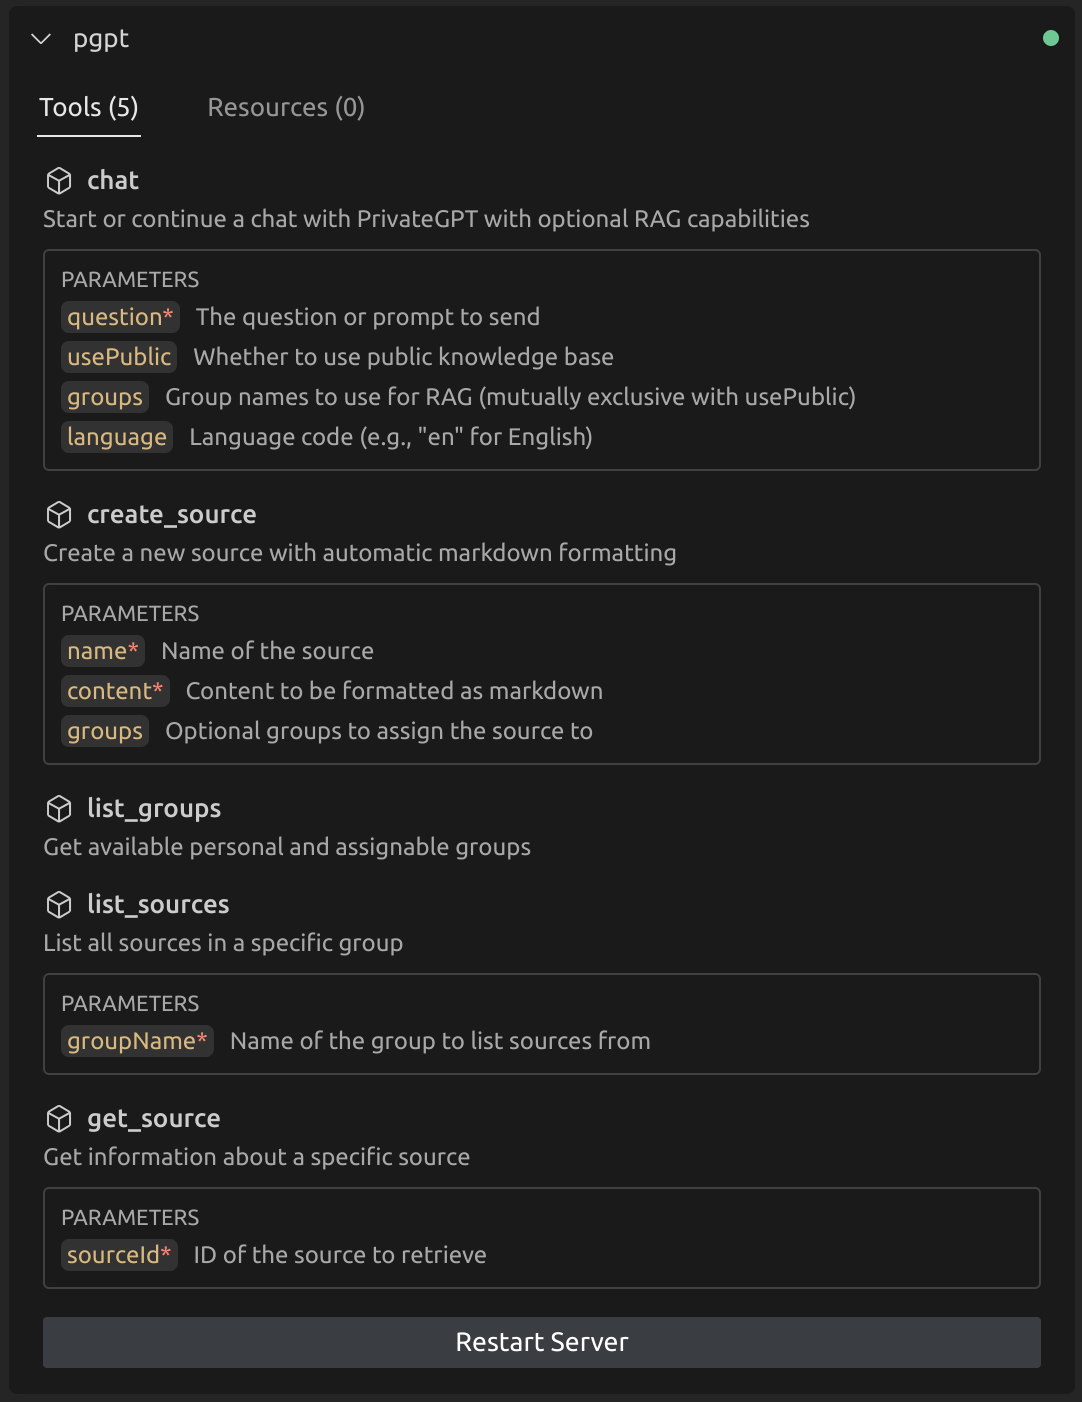 pgpt
Tools (5) Resources (0)
chat
Start or continue a chat with PrivateGPT with optional RAG capabilities
PARAMETERS
question* The question or prompt to send
usePublic Whether to use public knowledge base
groups Group names to use for RAG (mutually exclusive with usePublic)
language Language code (e.g., "en" for English)
create_source
Create a new source with automatic markdown formatting
PARAMETERS
name* Name of the source
content* Content to be formatted as markdown
groups Optional groups to assign the source to
list_groups
Get available personal and assignable groups
list_sources
List all sources in a specific group
PARAMETERS
groupName* Name of the group to list sources from
get_source
Get information about a specific source
PARAMETERS
sourceId* ID of the source to retrieve
Restart Server